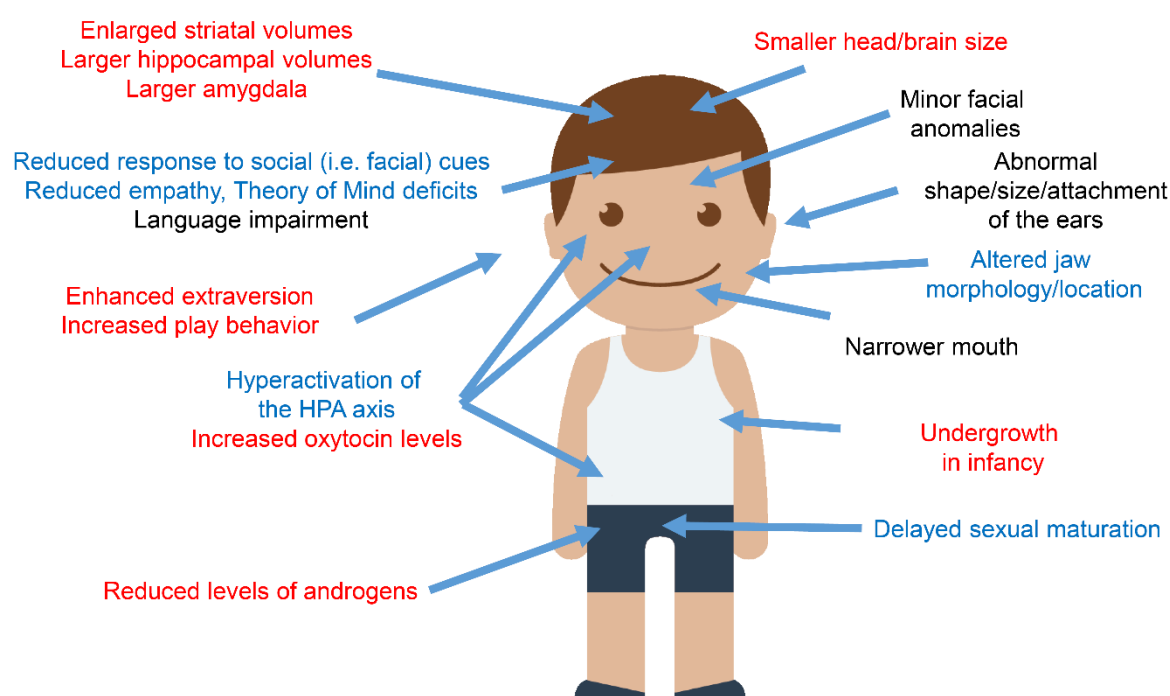 Enlarged striatal volumes
Larger hippocampal volumes
Larger amygdala
Smaller head/brain size
Minor facial
anomalies
Reduced response to social (i.e. facial) cues
Reduced empathy, Theory of Mind deficits
Language impairment
Abnormal
shape/size/attachment
of the ears
Altered jaw
morphology/location
Enhanced extraversion
Increased play behavior
Narrower mouth
Hyperactivation of
the HPA axis
Increased oxytocin levels
Undergrowth
in infancy
Delayed sexual maturation
Reduced levels of androgens